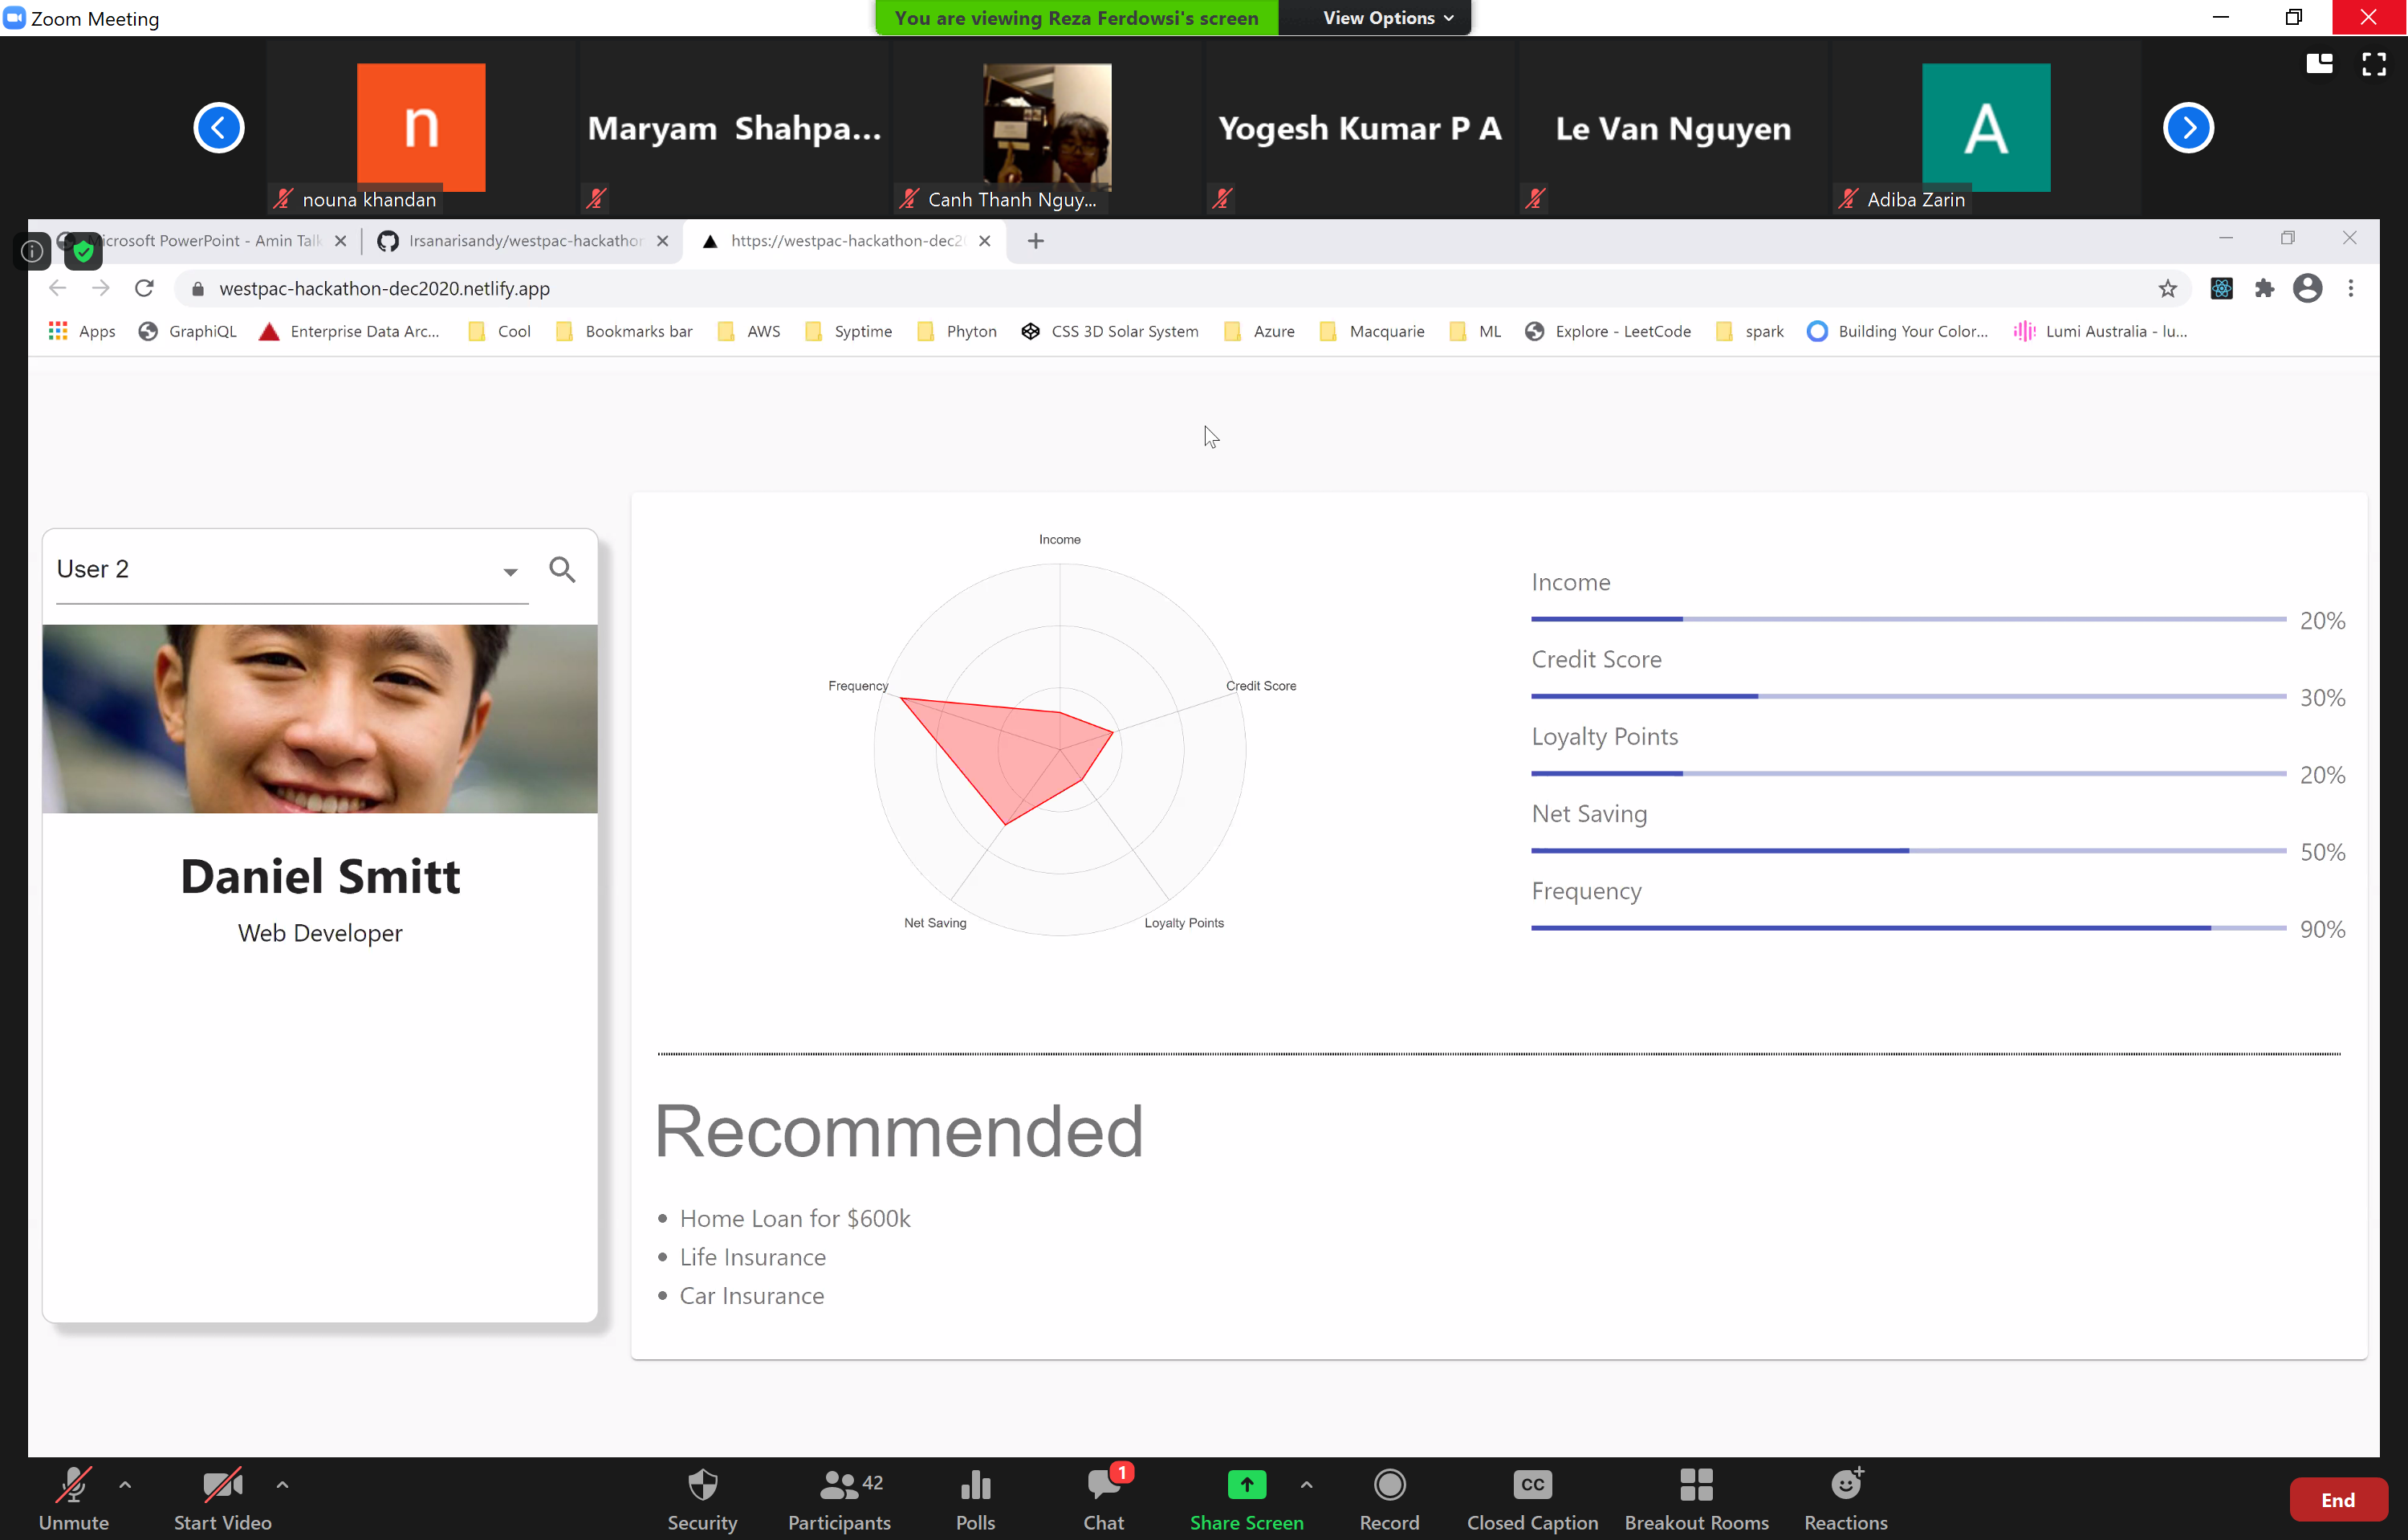 Zoom Meeting
You are viewing Reza Ferdowsi's screen
View Options
n
nouna khandan
Maryam Shahpa...
Canh Thanh Nguy...
Yogesh Kumar P A
Le Van Nguyen
A
Adiba Zarin
icrosoft PowerPoint - Amin Talk
Irsanarisandy/westpac-hackathon
https://westpac-hackathon-dec2
westpac-hackathon-dec2020.netlify.app
Apps
GraphiQL
Enterprise Data Arc...
Cool
Bookmarks bar
AWS
Syptime
Phyton
CSS 3D Solar System
Azure
Macquarie
ML
Explore - LeetCode
spark
Building Your Color...
Lumi Australia - lu...
User 2
Daniel Smitt
Web Developer
Income
Credit Score
Frequency
Net Saving
Loyalty Points
Income
20%
Credit Score
30%
Loyalty Points
20%
Net Saving
50%
Frequency
90%
Recommended
• Home Loan for $600k
• Life Insurance
• Car Insurance
Unmute
Start Video
Security
42
Participants
Polls
1
Chat
Share Screen
Record
CC
Closed Caption
Breakout Rooms
Reactions
End